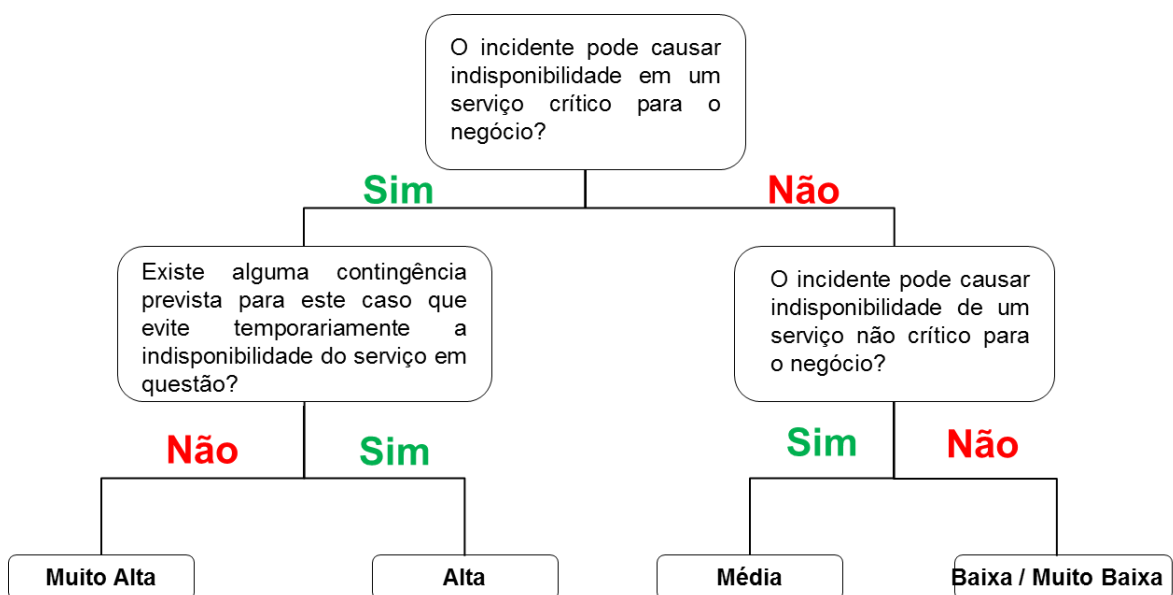 O incidente pode causar
indisponibilidade em um
serviço crítico para o
negócio?
Sim
Não
Existe alguma contingência
prevista para este caso que
evite temporariamente a
indisponibilidade do serviço em
questão?
O incidente pode causar
indisponibilidade de um
serviço não crítico para
o negócio?
Não
Sim
Sim
Não
Muito Alta
Alta
Média
Baixa / Muito Baixa